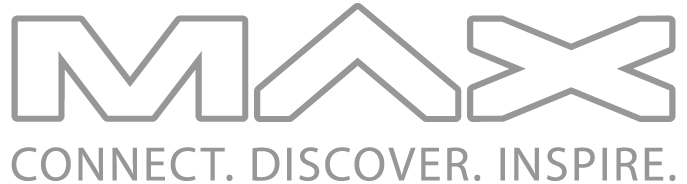 MAX
CONNECT. DISCOVER. INSPIRE.